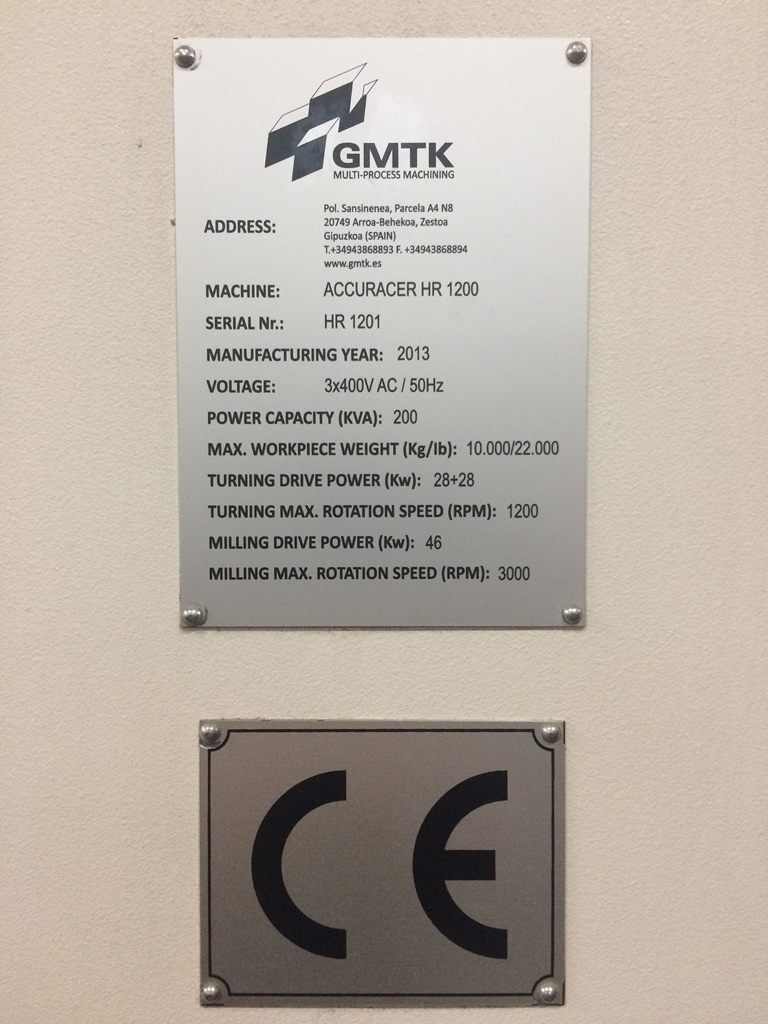 GMTK
MULTI-PROCESS MACHINING
ADDRESS:
Pol. Sansinenea, Parcela A4 N8
20749 Arroa-Behekoa, Zestoa
Gipuzkoa (SPAIN)
T.+34943868893 F. +34943868894
www.gmtk.es
MACHINE: ACCURACER HR 1200
SERIAL Nr.: HR 1201
MANUFACTURING YEAR: 2013
VOLTAGE: 3x400V AC / 50Hz
POWER CAPACITY (KVA): 200
MAX. WORKPIECE WEIGHT (Kg/lb): 10.000/22.000
TURNING DRIVE POWER (Kw): 28+28
TURNING MAX. ROTATION SPEED (RPM): 1200
MILLING DRIVE POWER (Kw): 46
MILLING MAX. ROTATION SPEED (RPM): 3000
CE